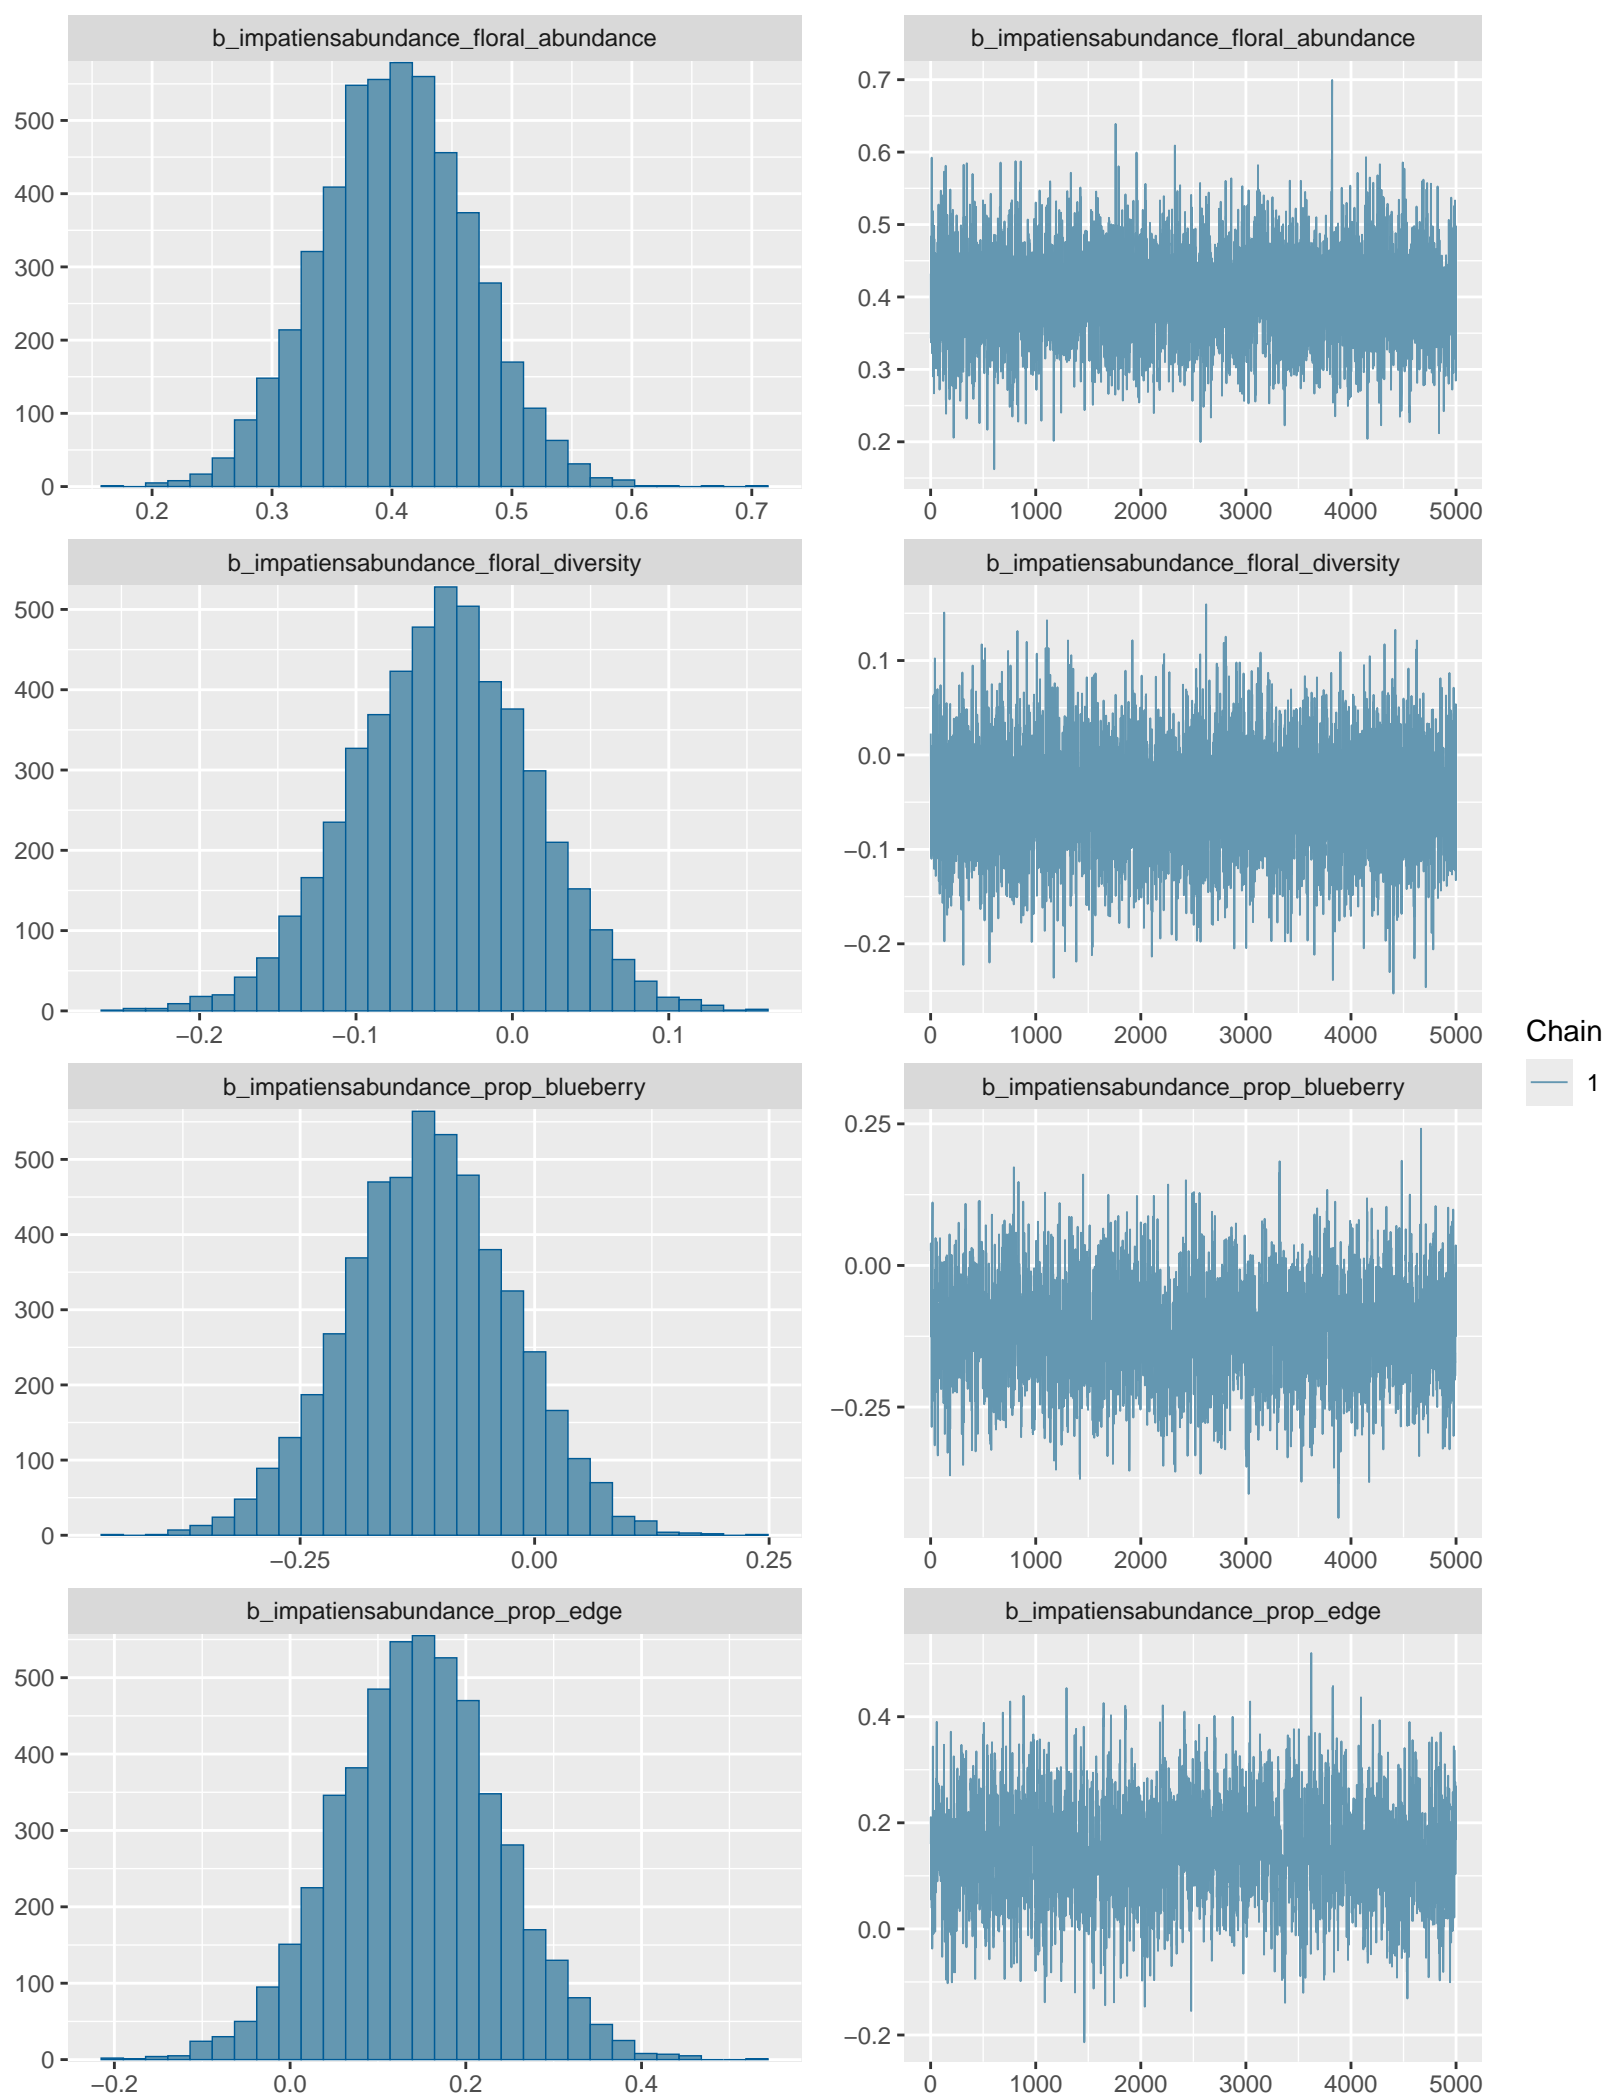 b_impatiensabundance_floral_abundance
500
400
300
200
100
0
0.2 0.3 0.4 0.5 0.6 0.7
b_impatiensabundance_floral_abundance
0.7
0.6
0.5
0.4
0.3
0.2
0 1000 2000 3000 4000 5000
b_impatiensabundance_floral_diversity
500
400
300
200
100
0
−0.2 −0.1 0.0 0.1
b_impatiensabundance_floral_diversity
0.1
0.0
−0.1
−0.2
0 1000 2000 3000 4000 5000
b_impatiensabundance_prop_blueberry
500
400
300
200
100
0
−0.25 0.00 0.25
b_impatiensabundance_prop_blueberry
0.25
0.00
−0.25
0 1000 2000 3000 4000 5000
b_impatiensabundance_prop_edge
500
400
300
200
100
0
−0.2 0.0 0.2 0.4
b_impatiensabundance_prop_edge
0.4
0.2
0.0
−0.2
0 1000 2000 3000 4000 5000
Chain
1